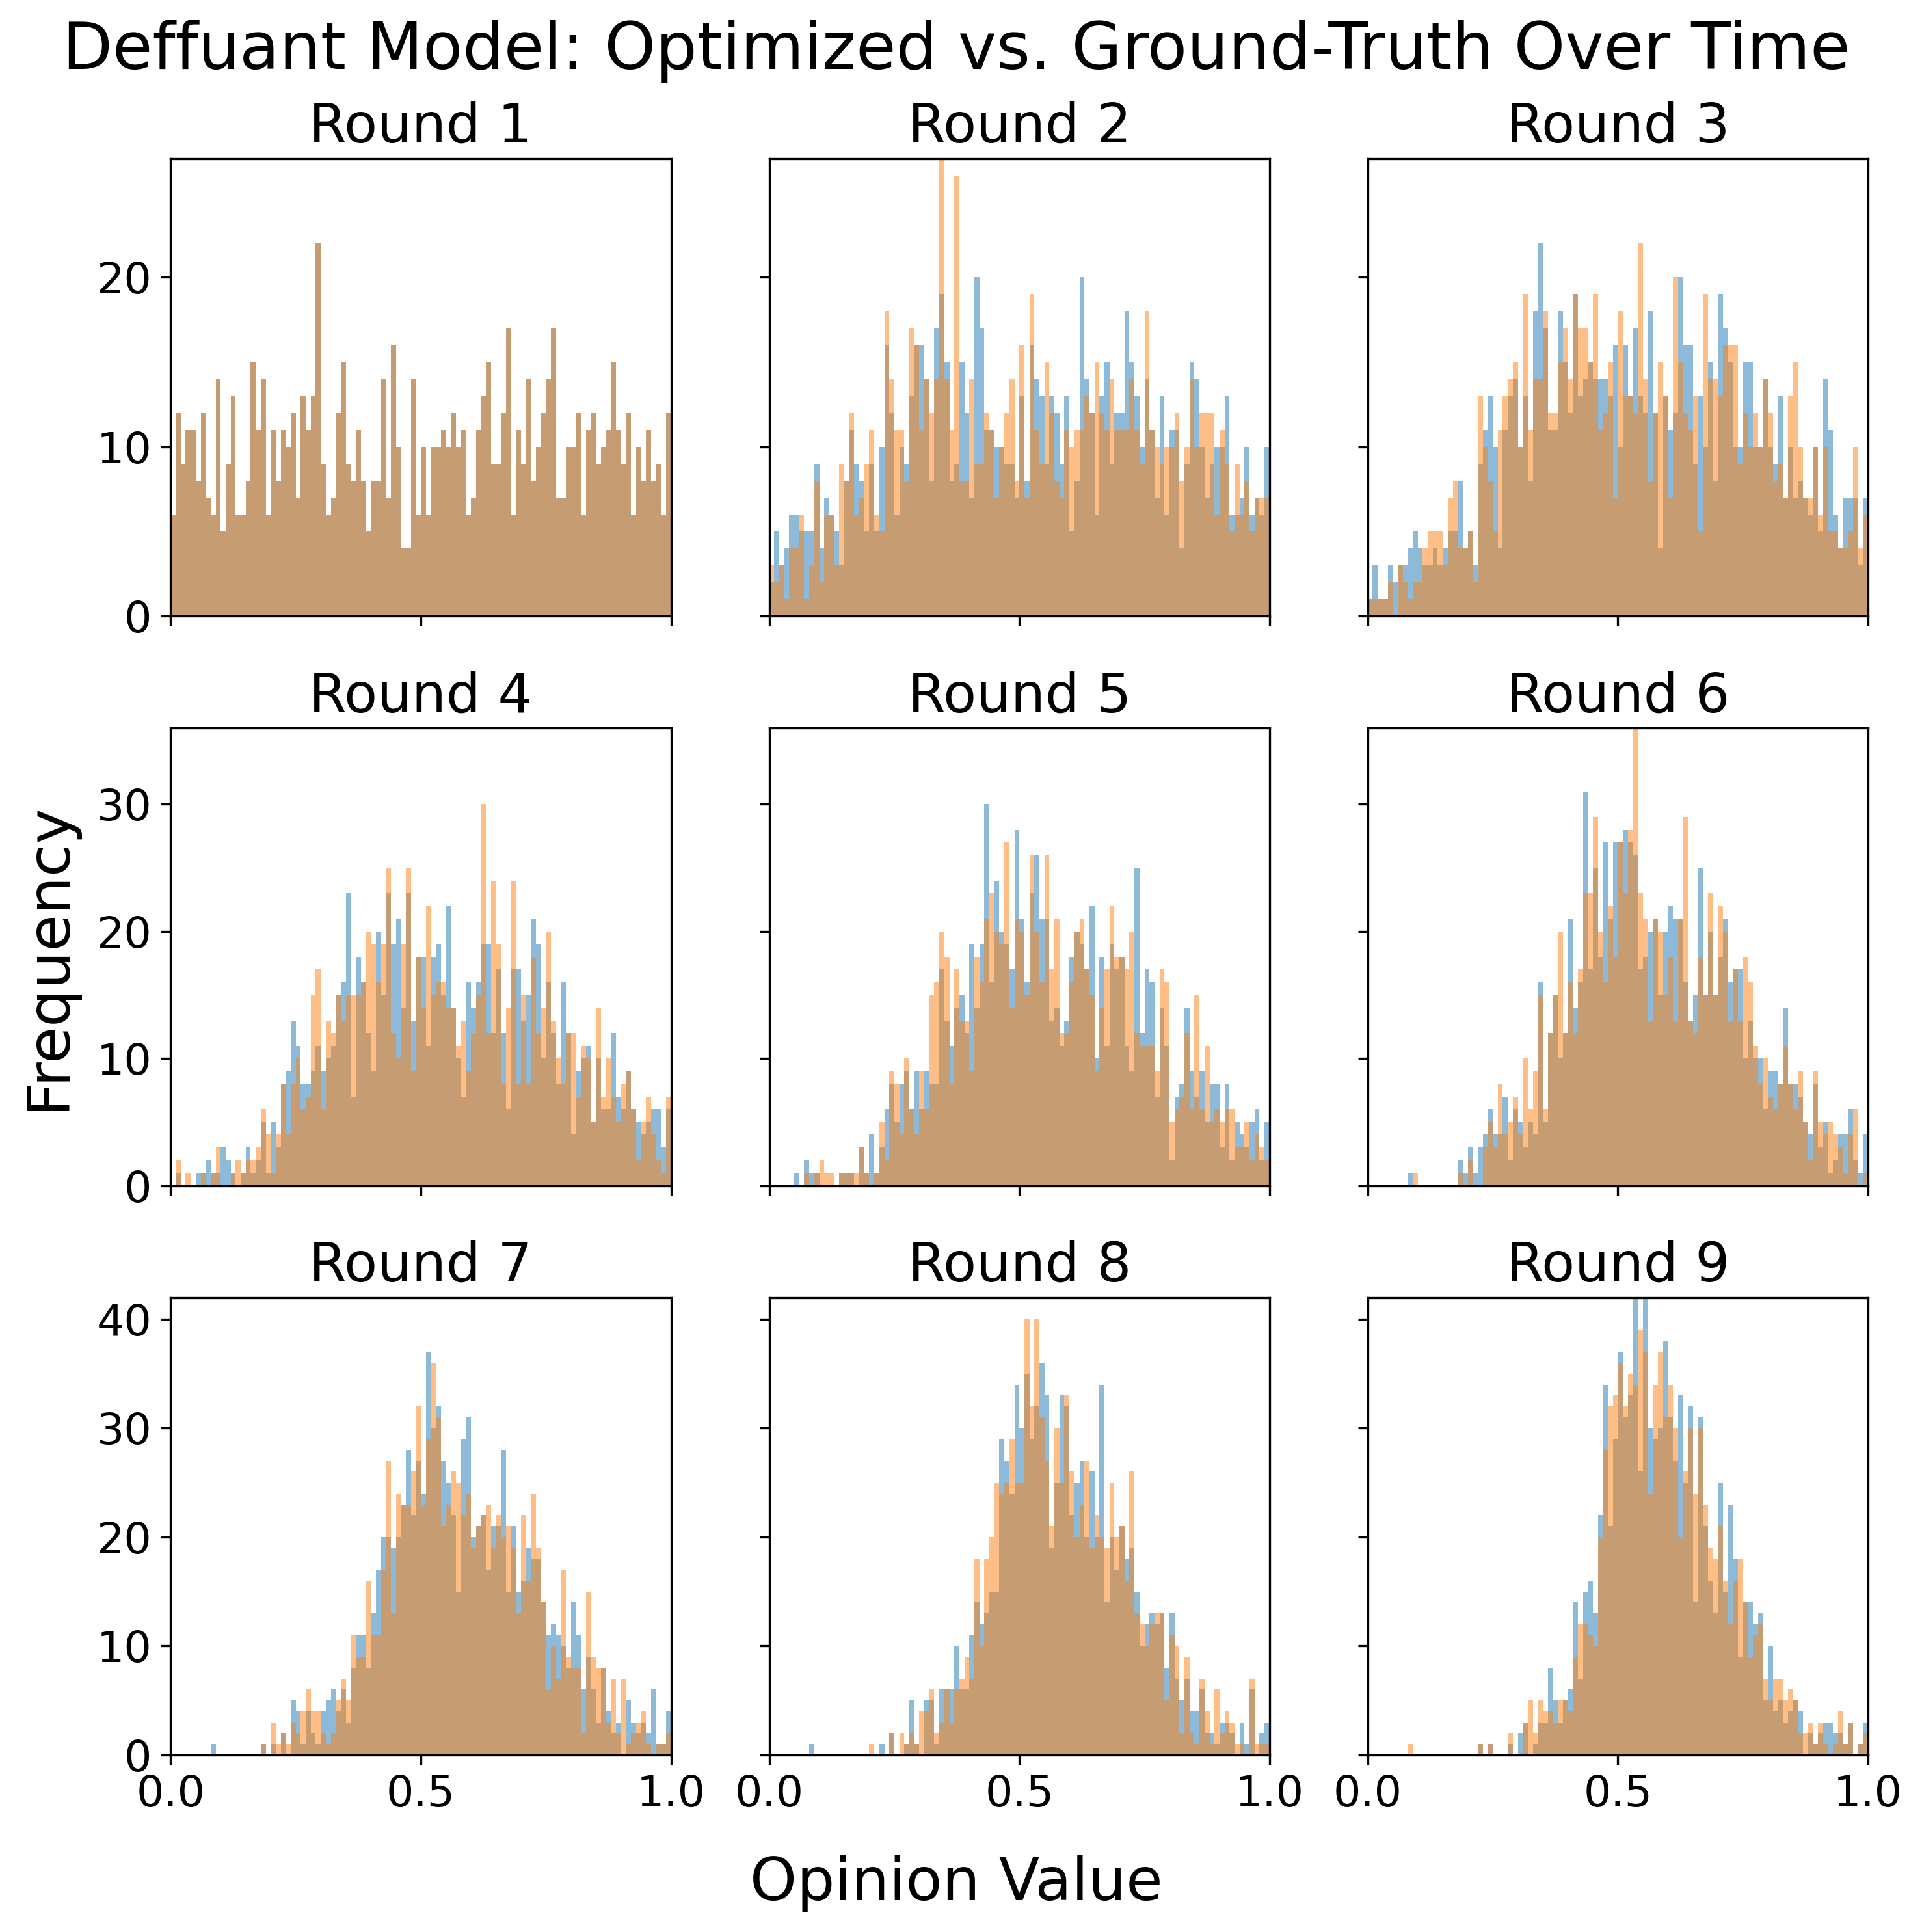 Deffuant Model: Optimized vs. Ground-Truth Over Time
Round 1
Round 2
Round 3
20
10
0
Round 4
Round 5
Round 6
30
20
10
0
Frequency
Round 7
Round 8
Round 9
40
30
20
10
0
0.0 0.5 1.0 0.0 0.5 1.0 0.0 0.5 1.0
Opinion Value